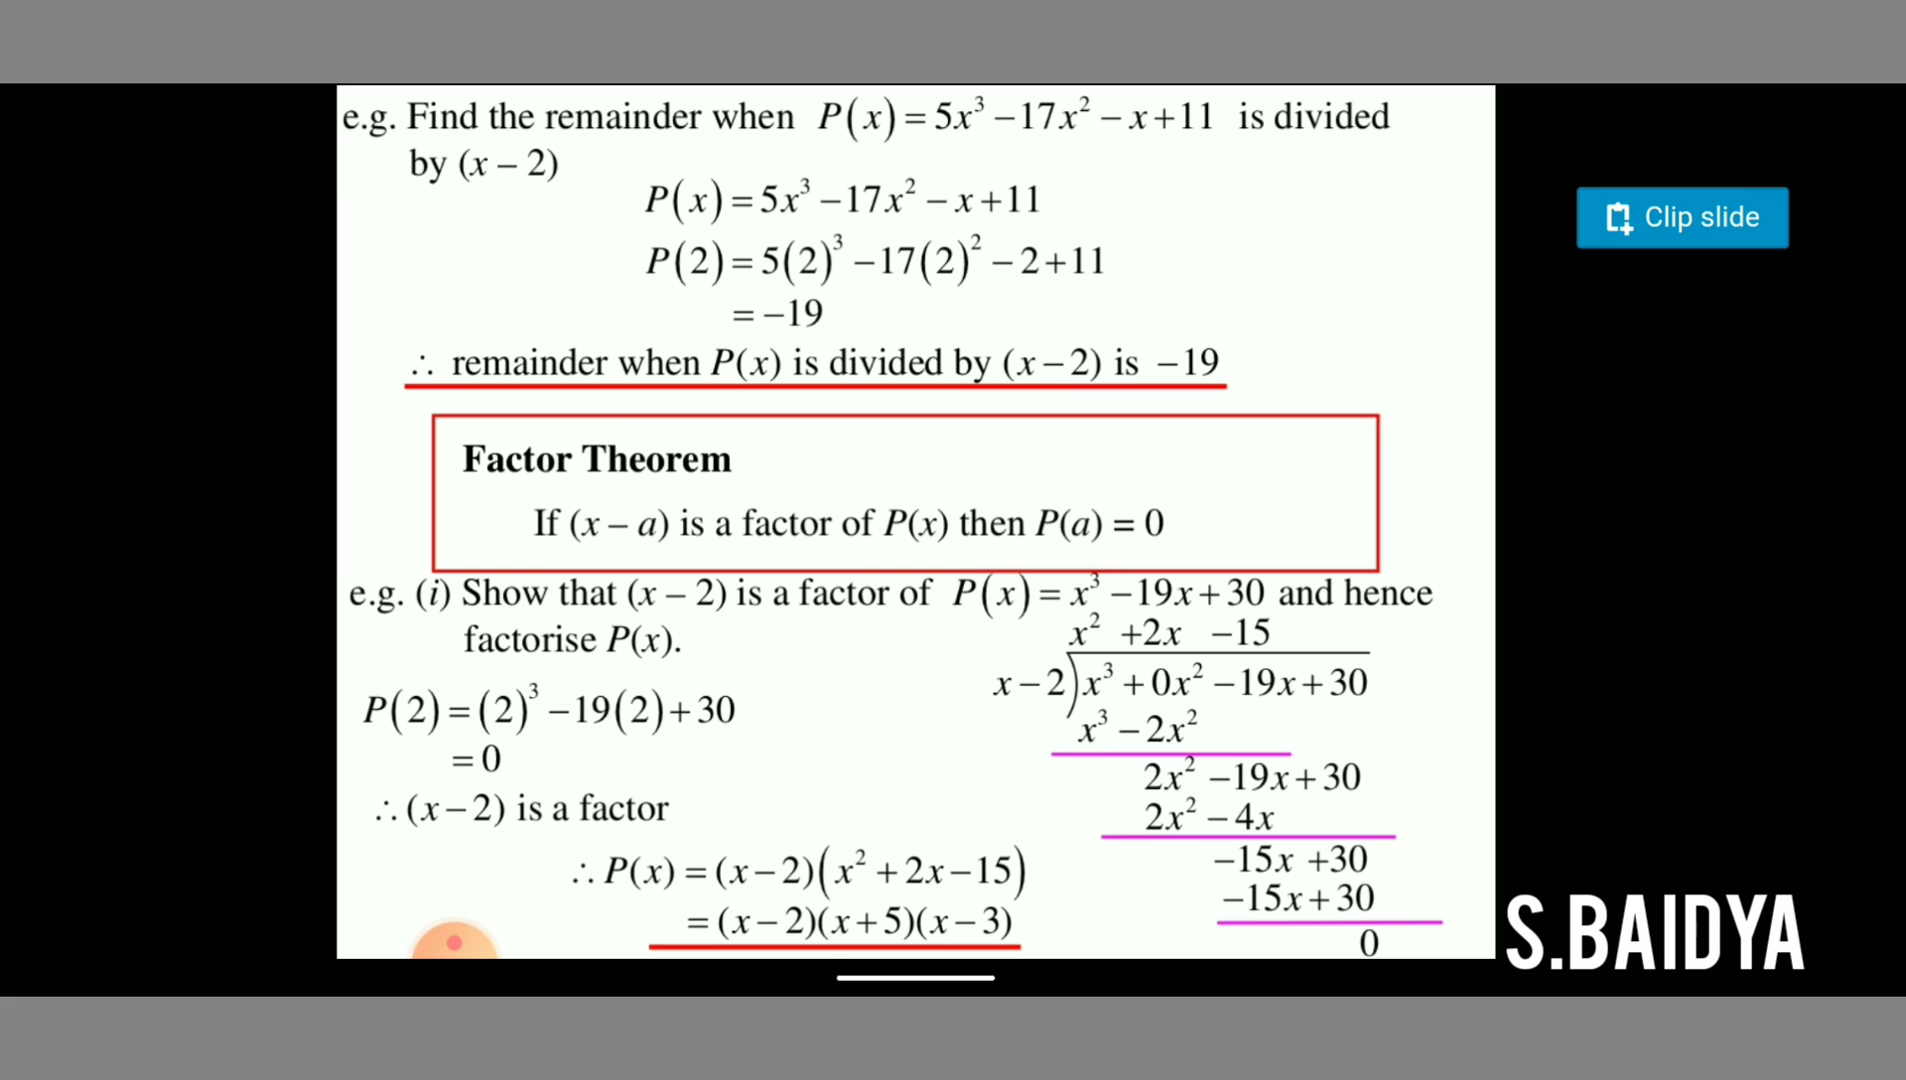 e.g. Find the remainder when P(x) = 5x³ – 17x² – x + 11 is divided
by (x – 2)
P(x) = 5x³ – 17x² – x + 11
P(2) = 5(2)³ – 17(2)² – 2 + 11
= –19
∴ remainder when P(x) is divided by (x – 2) is –19
Clip slide
Factor Theorem
If (x – a) is a factor of P(x) then P(a) = 0
e.g. (i) Show that (x – 2) is a factor of P(x) = x³ – 19x + 30 and hence
factorise P(x).
P(2) = (2)³ – 19(2) + 30
= 0
∴ (x – 2) is a factor
∴ P(x) = (x – 2)(x² + 2x – 15)
= (x – 2)(x + 5)(x – 3)
x² +2x –15
x – 2)x³ + 0x² – 19x + 30
x³ – 2x²
2x² – 19x + 30
2x² – 4x
–15x +30
–15x + 30
0
S.BAIDYA